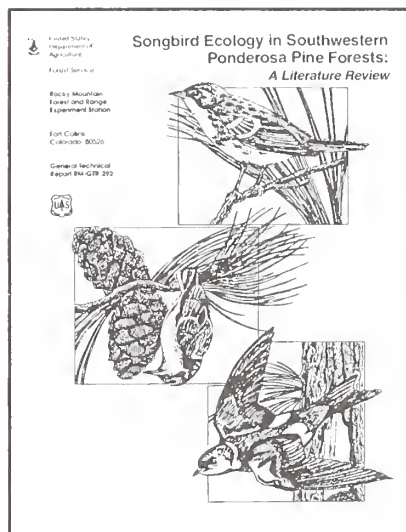 United States
Department of
Agriculture
Forest Service
Rocky Mountain
Forest and Range
Experiment Station
Fort Collins
Colorado 80526
General Technical
Report RM-GTR 292
Songbird Ecology in Southwestern
Ponderosa Pine Forests:
A Literature Review
UAS